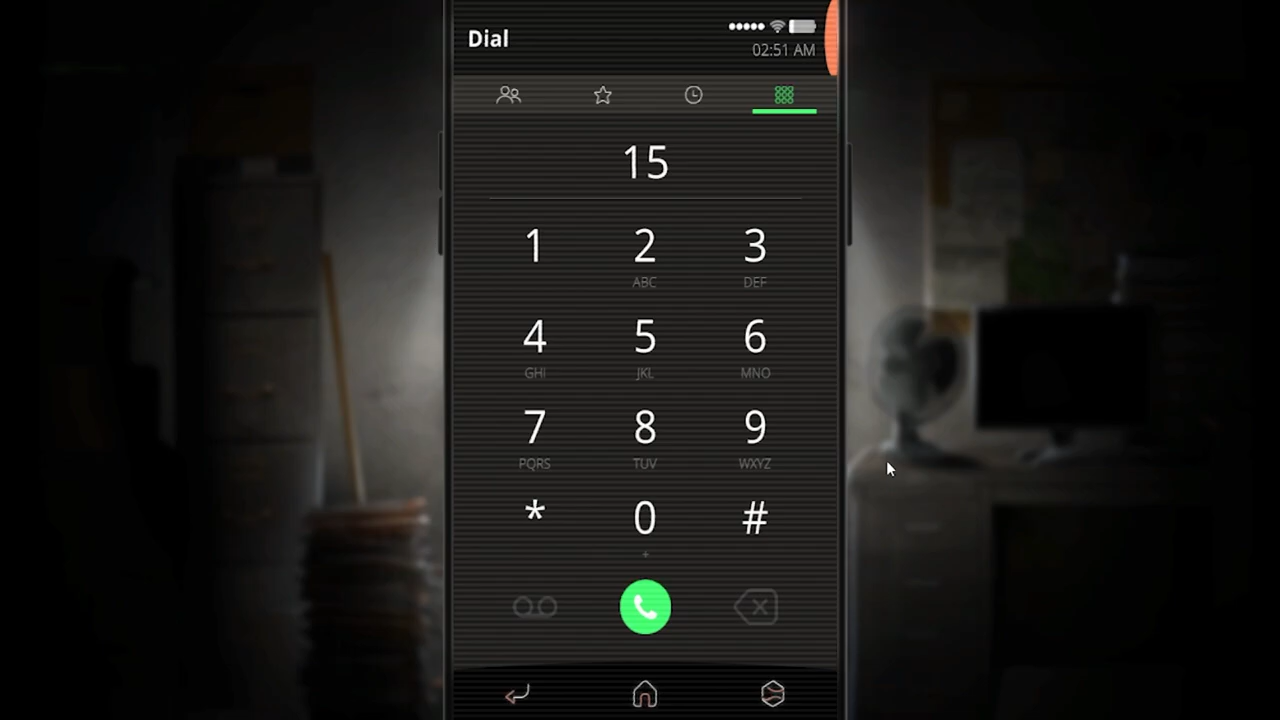 Dial
02:51 AM
15
1 2 3
ABC DEF
4 5 6
GHI JKL MNO
7 8 9
PQRS TUV WXYZ
* 0 #
+